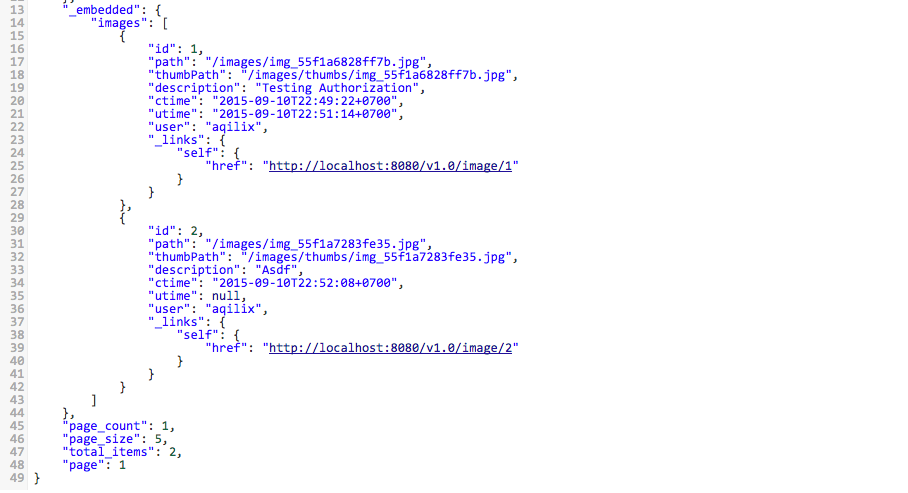 13 "_embedded": {
14 "images": [
15 {
16 "id": 1,
17 "path": "/images/img_55f1a6828ff7b.jpg",
18 "thumbPath": "/images/thumbs/img_55f1a6828ff7b.jpg",
19 "description": "Testing Authorization",
20 "ctime": "2015-09-10T22:49:22+0700",
21 "utime": "2015-09-10T22:51:14+0700",
22 "user": "aqilix",
23 "_links": {
24 "self": {
25 "href": "http://localhost:8080/v1.0/image/1"
26 }
27 }
28 },
29 {
30 "id": 2,
31 "path": "/images/img_55f1a7283fe35.jpg",
32 "thumbPath": "/images/thumbs/img_55f1a7283fe35.jpg",
33 "description": "Asdf",
34 "ctime": "2015-09-10T22:52:08+0700",
35 "utime": null,
36 "user": "aqilix",
37 "_links": {
38 "self": {
39 "href": "http://localhost:8080/v1.0/image/2"
40 }
41 }
42 }
43 ]
44 },
45 "page_count": 1,
46 "page_size": 5,
47 "total_items": 2,
48 "page": 1
49 }